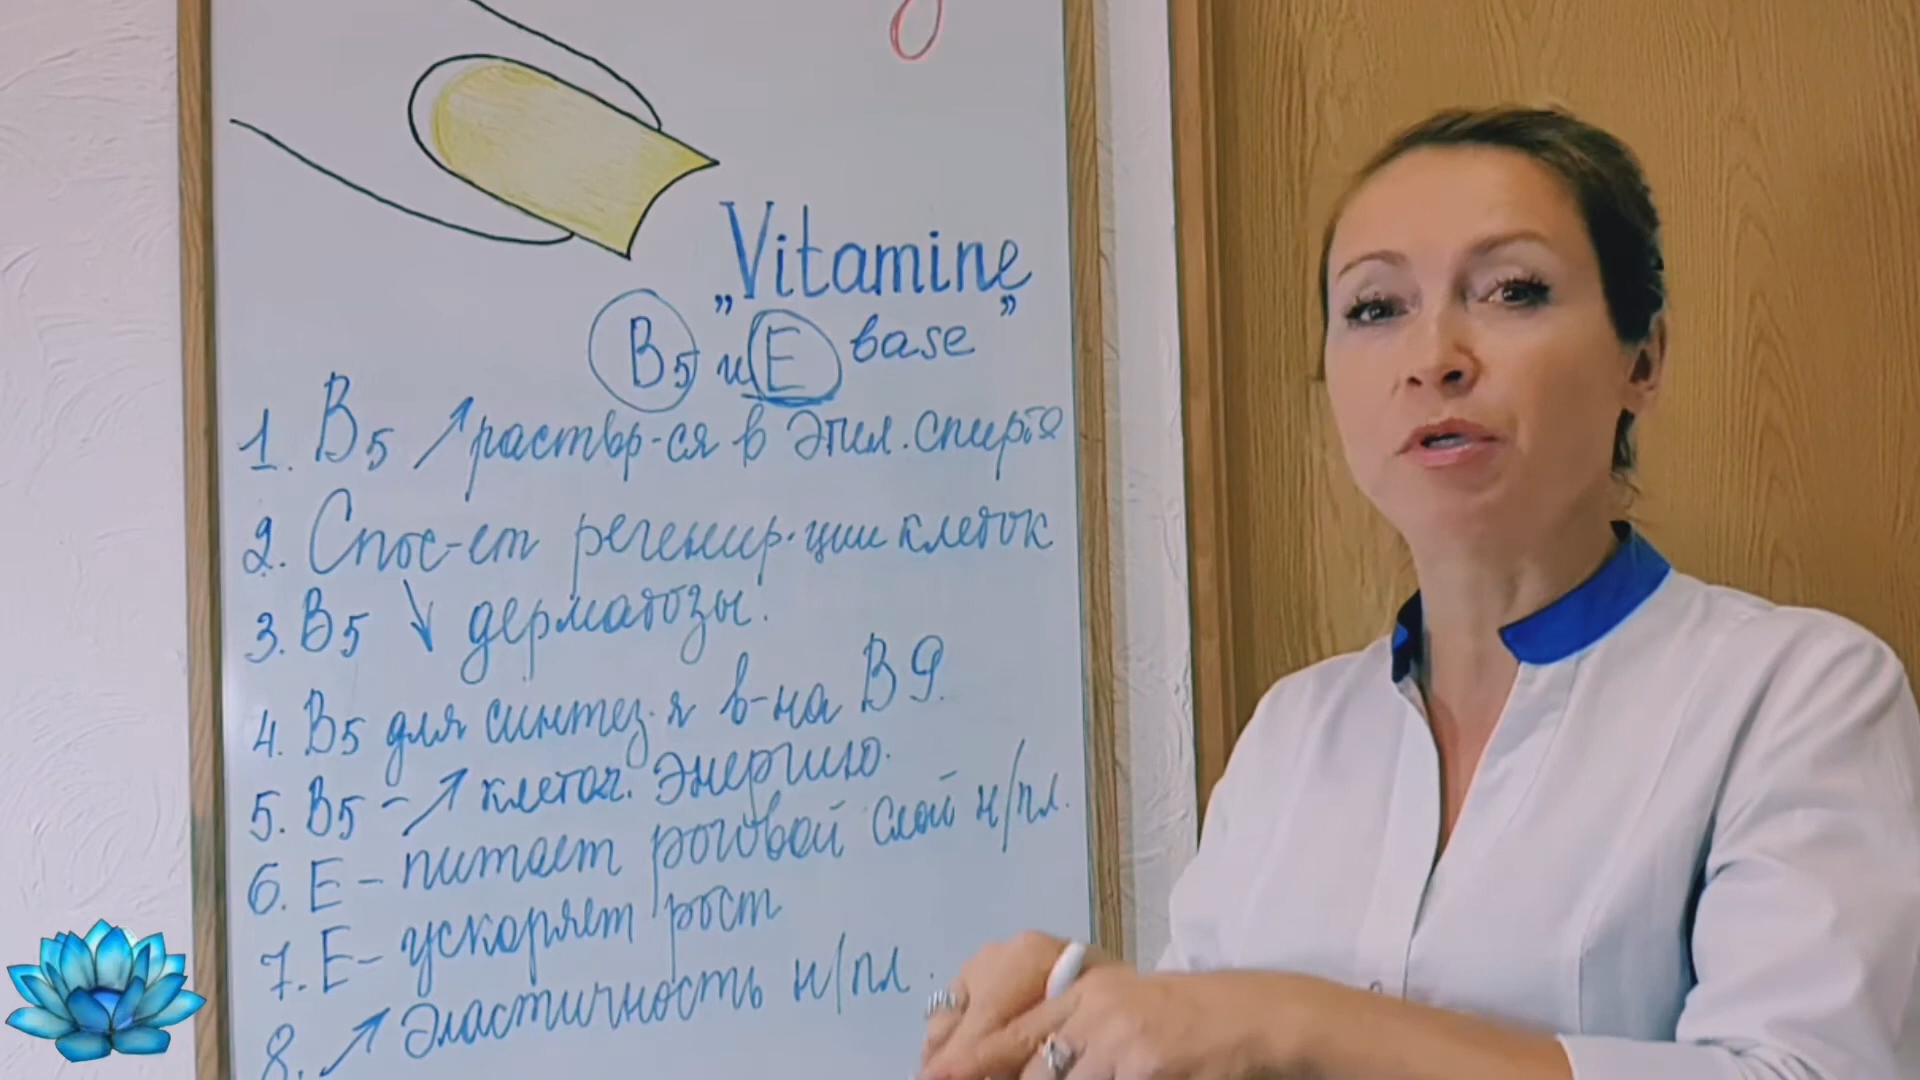 „Vitamine”
B5 и E base
1. B5 ↗ раствор-ся в этил. спирте
2. Спос-ет регенир-ции клеток
3. B5 ↘ дерматозы.
4. B5 для синтез-я в-на B9.
5. B5 - ↗ клеточ. энергию.
6. E - питает роговой слой н/пл.
7. E - ускоряет рост
8. ↗ эластичность н/пл.